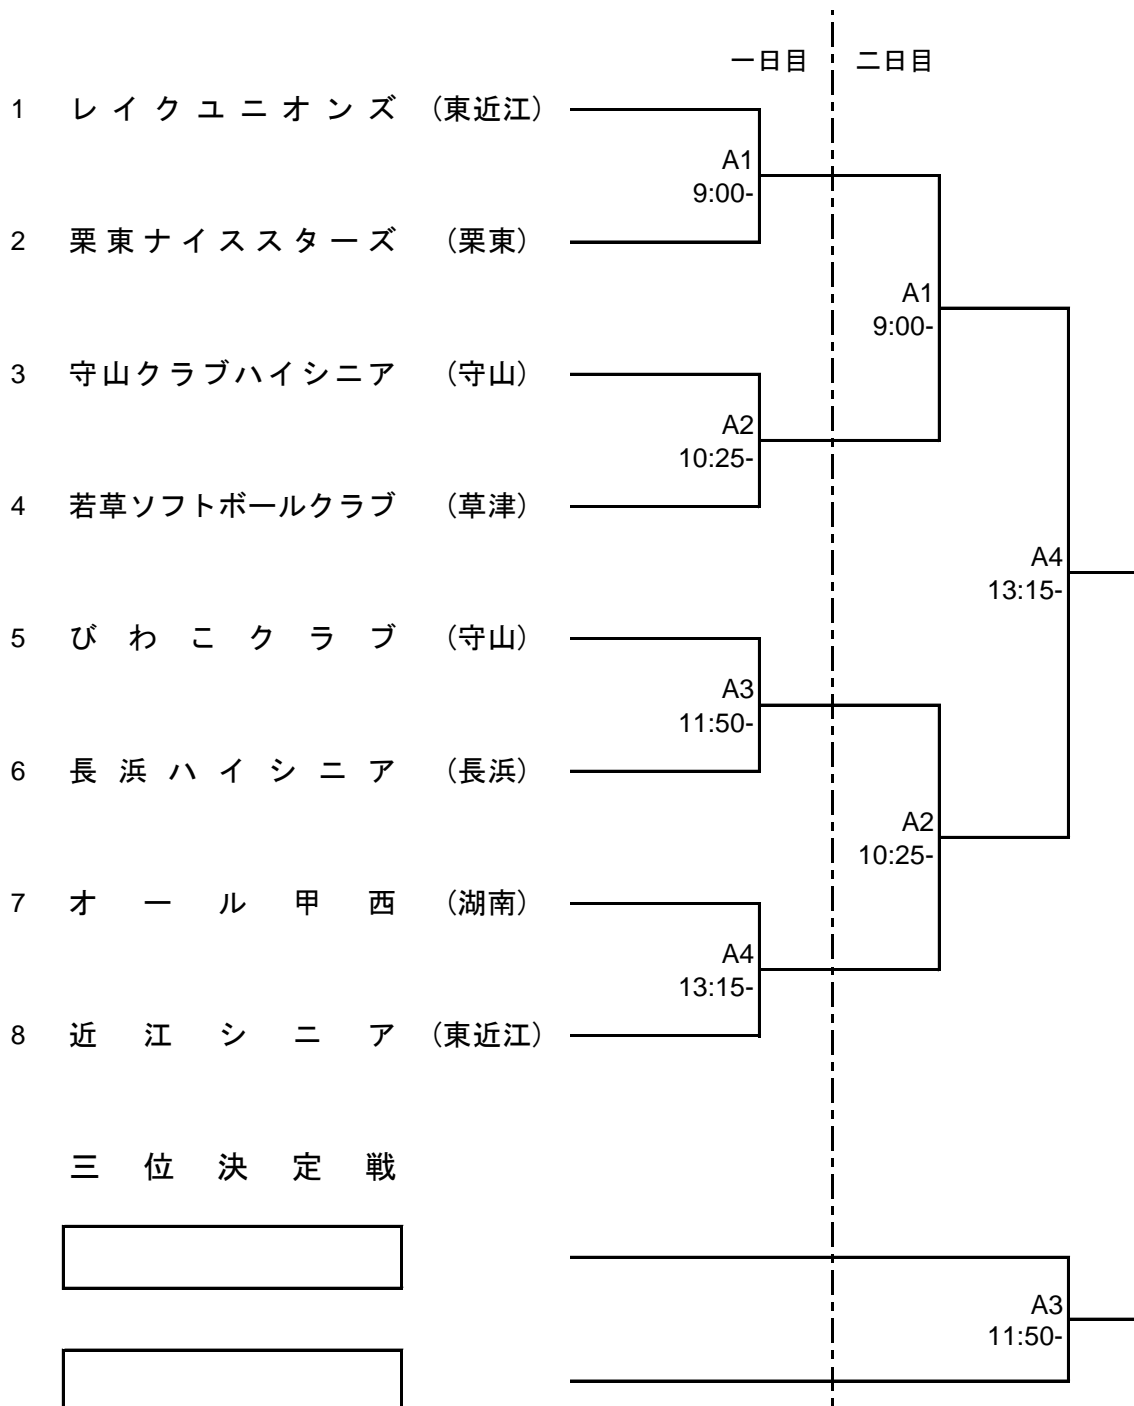 一日目 二日目
1 レイクユニオンズ (東近江)
A1
9:00-
2 栗東ナイススターズ (栗東)
A1
9:00-
3 守山クラブハイシニア (守山)
A2
10:25-
4 若草ソフトボールクラブ (草津)
A4
13:15-
5 びわこクラブ (守山)
A3
11:50-
6 長浜ハイシニア (長浜)
A2
10:25-
7 オール甲西 (湖南)
A4
13:15-
8 近江シニア (東近江)
三位決定戦
A3
11:50-